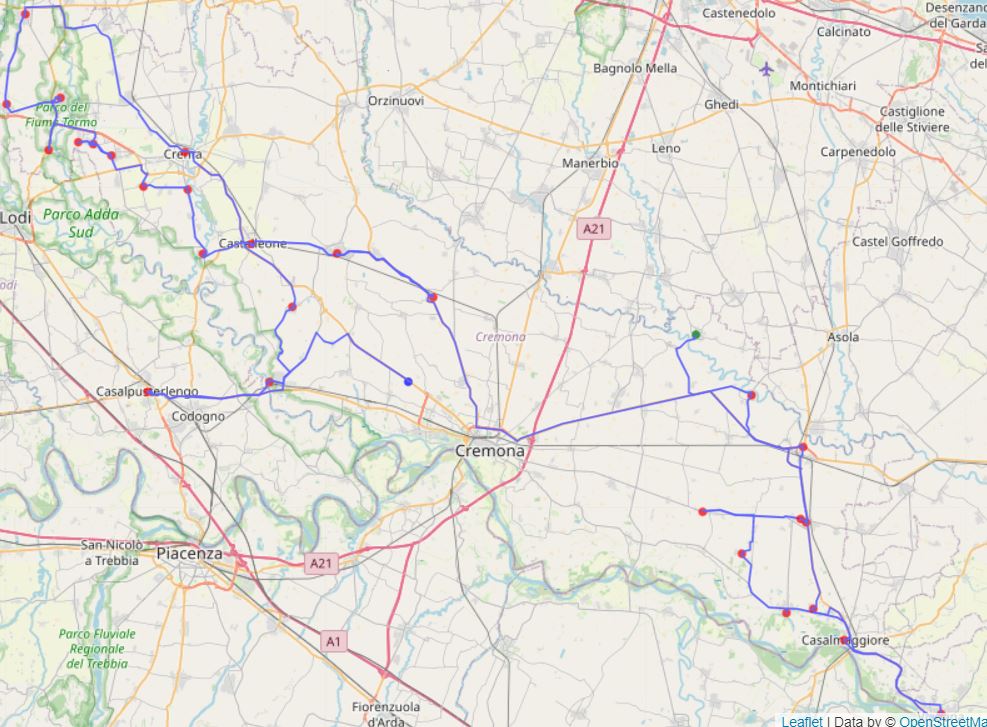 Desenzano
del Garda
Castenedolo
Calcinato
Bagnolo Mella
Montichiari
Orzinuovi
Ghedi
Parco del
Fiume Tormo
Castiglione
delle Stiviere
Crema
Leno
Carpenedolo
Manerbio
Lodi
Parco Adda
Sud
A21
Castelleone
Castel Goffredo
Cremona
Asola
Casalpusterlengo
Codogno
Cremona
San Nicolò
a Trebbia
Piacenza
A21
Parco Fluviale
Regionale
del Trebbia
A1
Casalmaggiore
Fiorenzuola
d'Arda
Leaflet | Data by © OpenStreetMa